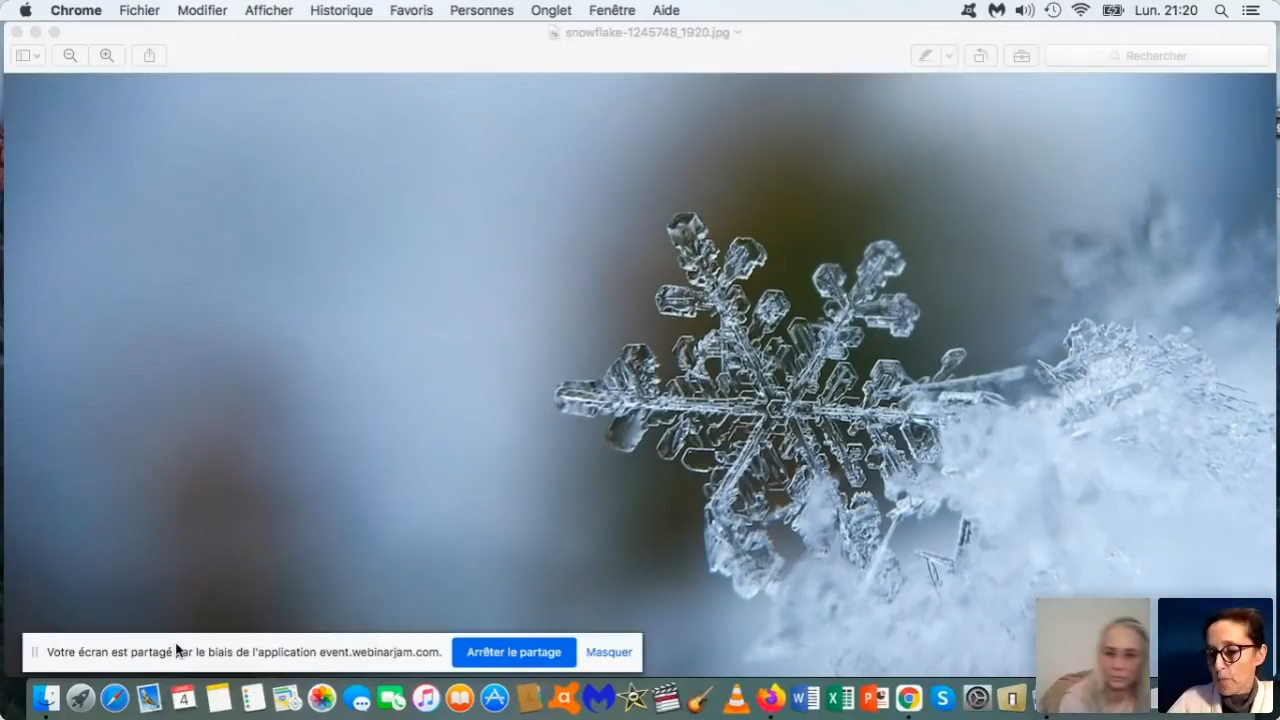 Chrome Fichier Modifier Afficher Historique Favoris Personnes Onglet Fenêtre Aide Lun. 21:20
snowflake-1245748_1920.jpg
Rechercher
Votre écran est partagé par le biais de l'application event.webinarjam.com. Arrêter le partage Masquer
4